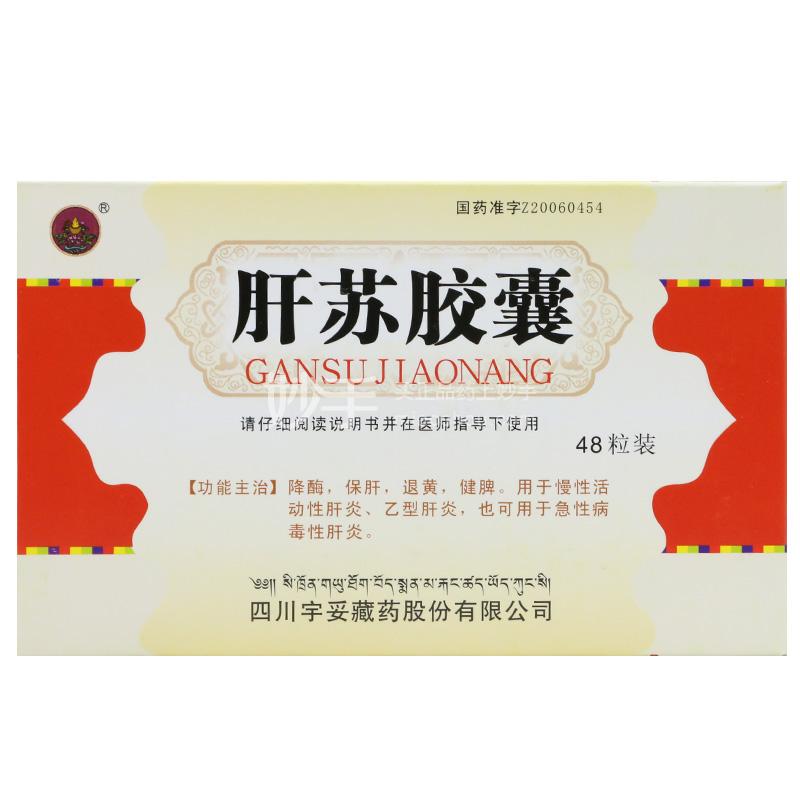 ®
国药准字Z20060454
肝苏胶囊
GANSUJIAONANG
请仔细阅读说明书并在医师指导下使用
48粒装
【功能主治】降酶，保肝，退黄，健脾。用于慢性活
动性肝炎、乙型肝炎，也可用于急性病
毒性肝炎。
四川宇妥藏药股份有限公司